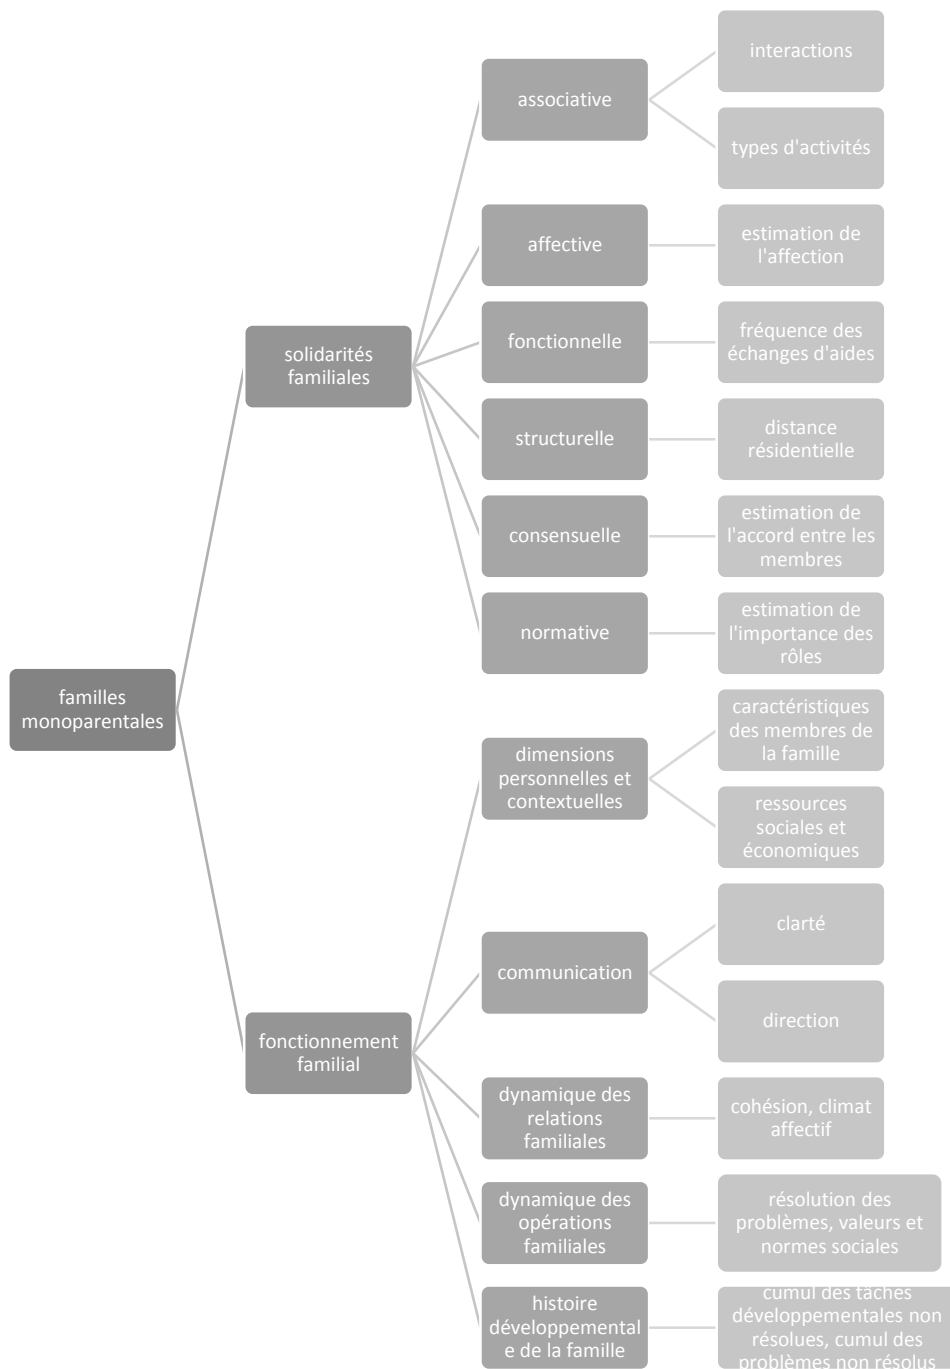 familles
monoparentales
solidarités
familiales
associative
interactions
types d'activités
affective
estimation de
l'affection
fonctionnelle
fréquence des
échanges d'aides
structurelle
distance
résidentielle
consensuelle
estimation de
l'accord entre les
membres
normative
estimation de
l'importance des
rôles
fonctionnement
familial
dimensions
personnelles et
contextuelles
caractéristiques
des membres de
la famille
ressources
sociales et
économiques
communication
clarté
direction
dynamique des
relations
familiales
cohésion, climat
affectif
dynamique des
opérations
familiales
résolution des
problèmes, valeurs et
normes sociales
histoire
développemental
e de la famille
cumul des tâches
développementales non
résolues, cumul des
problèmes non résolus